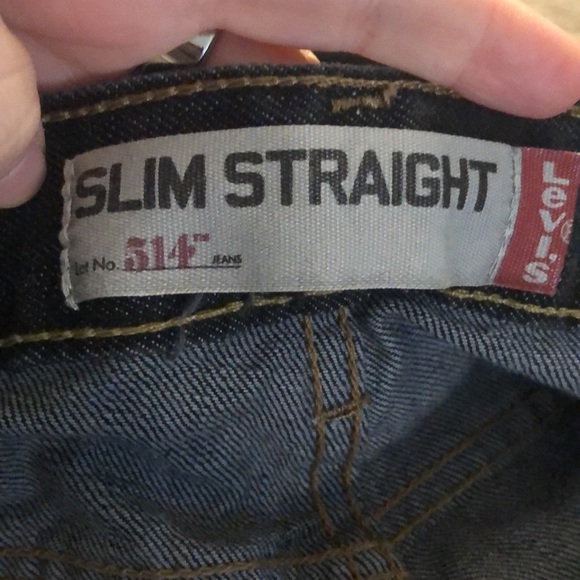 SLIM STRAIGHT
Lot No. 514™ JEANS
Levi's®